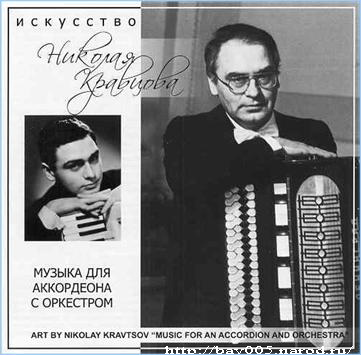 ИСКУССТВО
Николая
Кравцова
МУЗЫКА ДЛЯ
АККОРДЕОНА
С ОРКЕСТРОМ
ART BY NIKOLAY KRAVTSOV "MUSIC FOR AN ACCORDION AND ORCHESTRA"
http://bav005.narod.ru/